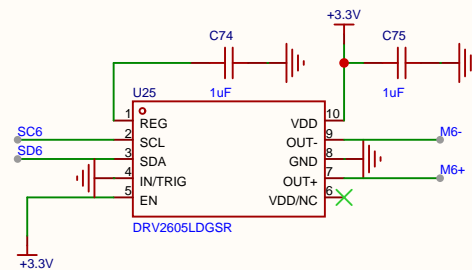 +3.3V
C74
C75
1uF
1uF
U25
1 REG VDD 10
SC6 2 SCL OUT- 9 M6-
SD6 3 SDA GND 8
4 IN/TRIG OUT+ 7 M6+
5 EN VDD/NC 6
DRV2605LDGSR
+3.3V